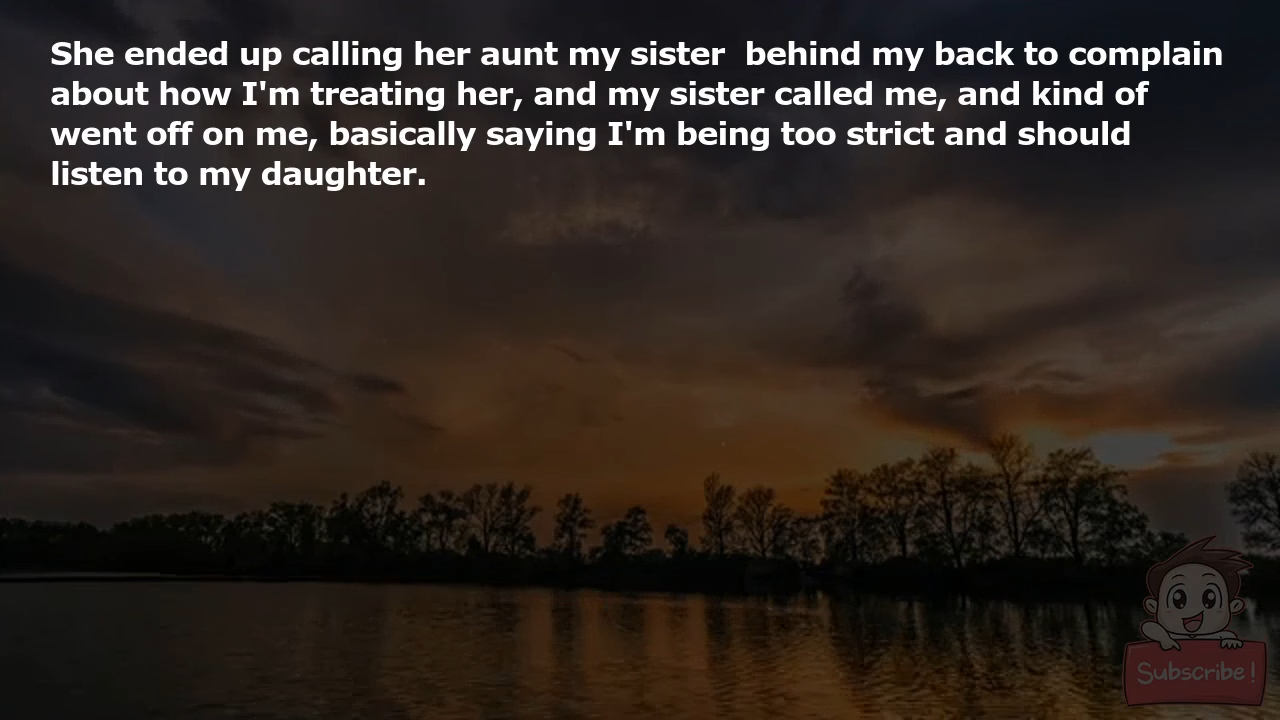 She ended up calling her aunt my sister  behind my back to complain
about how I'm treating her, and my sister called me, and kind of
went off on me, basically saying I'm being too strict and should
listen to my daughter.
Subscribe!